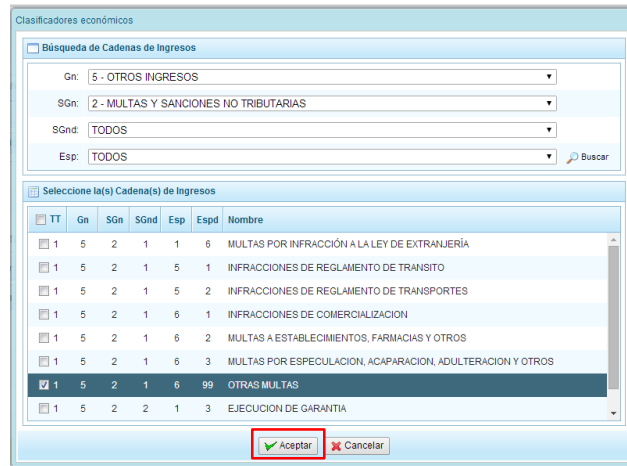 Clasificadores económicos
Búsqueda de Cadenas de Ingresos
Gn: 5 - OTROS INGRESOS
SGn: 2 - MULTAS Y SANCIONES NO TRIBUTARIAS
SGnd: TODOS
Esp: TODOS Buscar
Seleccione la(s) Cadena(s) de Ingresos
TT Gn SGn SGnd Esp Espd Nombre
1 5 2 1 1 6 MULTAS POR INFRACCIÓN A LA LEY DE EXTRANJERÍA
1 5 2 1 5 1 INFRACCIONES DE REGLAMENTO DE TRANSITO
1 5 2 1 5 2 INFRACCIONES DE REGLAMENTO DE TRANSPORTES
1 5 2 1 6 1 INFRACCIONES DE COMERCIALIZACION
1 5 2 1 6 2 MULTAS A ESTABLECIMIENTOS, FARMACIAS Y OTROS
1 5 2 1 6 3 MULTAS POR ESPECULACION, ACAPARACION, ADULTERACION Y OTROS
1 5 2 1 6 99 OTRAS MULTAS
1 5 2 2 1 3 EJECUCION DE GARANTIA
Aceptar Cancelar